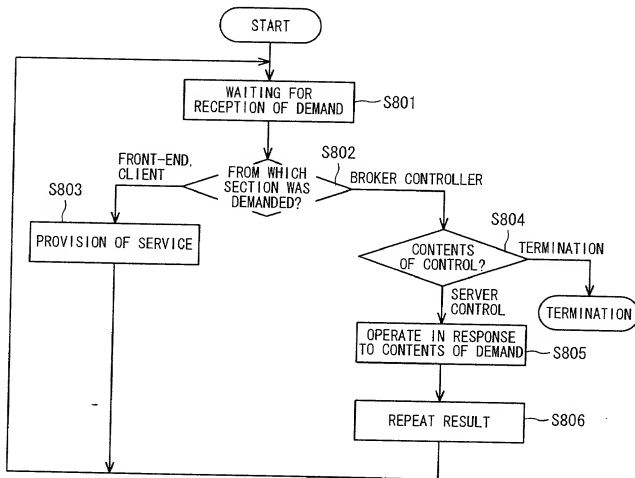 START
WAITING FOR
RECEPTION OF DEMAND
S801
FROM WHICH
SECTION WAS
DEMANDED?
S802
FRONT-END,
CLIENT
BROKER CONTROLLER
S803
PROVISION OF SERVICE
S804
CONTENTS
OF CONTROL?
TERMINATION
TERMINATION
SERVER
CONTROL
OPERATE IN RESPONSE
TO CONTENTS OF DEMAND
S805
REPEAT RESULT
S806